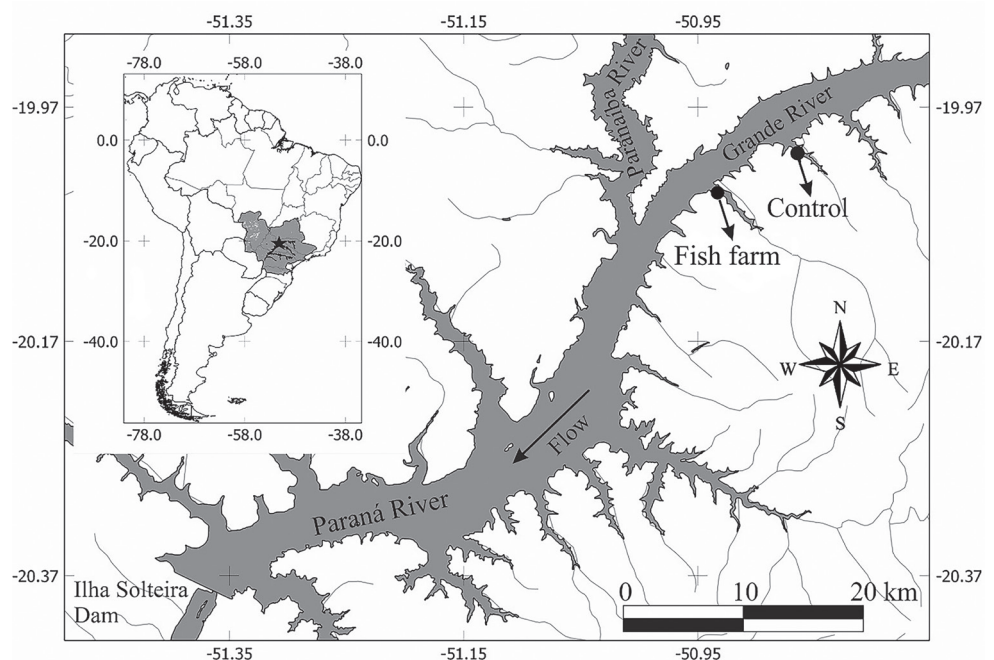 -51.35 -51.15 -50.95
-78.0 -58.0 -38.0
-19.97 -19.97
0.0 0.0
-20.0 -20.0
-40.0 -40.0
-78.0 -58.0 -38.0
Paranaíba River
Grande River
Control
Fish farm
-20.17 -20.17
N
W E
S
Flow
Paraná River
-20.37 -20.37
Ilha Solteira
Dam
0 10 20 km
-51.35 -51.15 -50.95